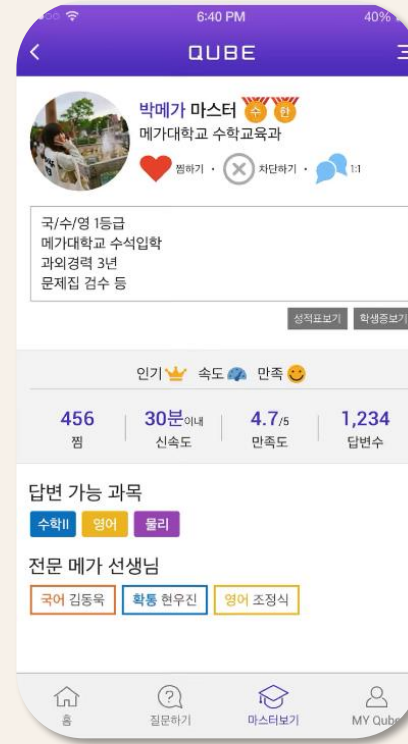 6:40 PM
40%
QUBE
박메가 마스터 수 한
메가대학교 수학교육과
찜하기 · 차단하기 · 1:1
국/수/영 1등급
메가대학교 수석입학
과외경력 3년
문제집 검수 등
성적표보기 학생증보기
인기 속도 만족
456 30분이내 4.7/5 1,234
찜 신속도 만족도 답변수
답변 가능 과목
수학II 영어 물리
전문 메가 선생님
국어 김동욱 확통 현우진 영어 조정식
홈 질문하기 마스터보기 MY Qube